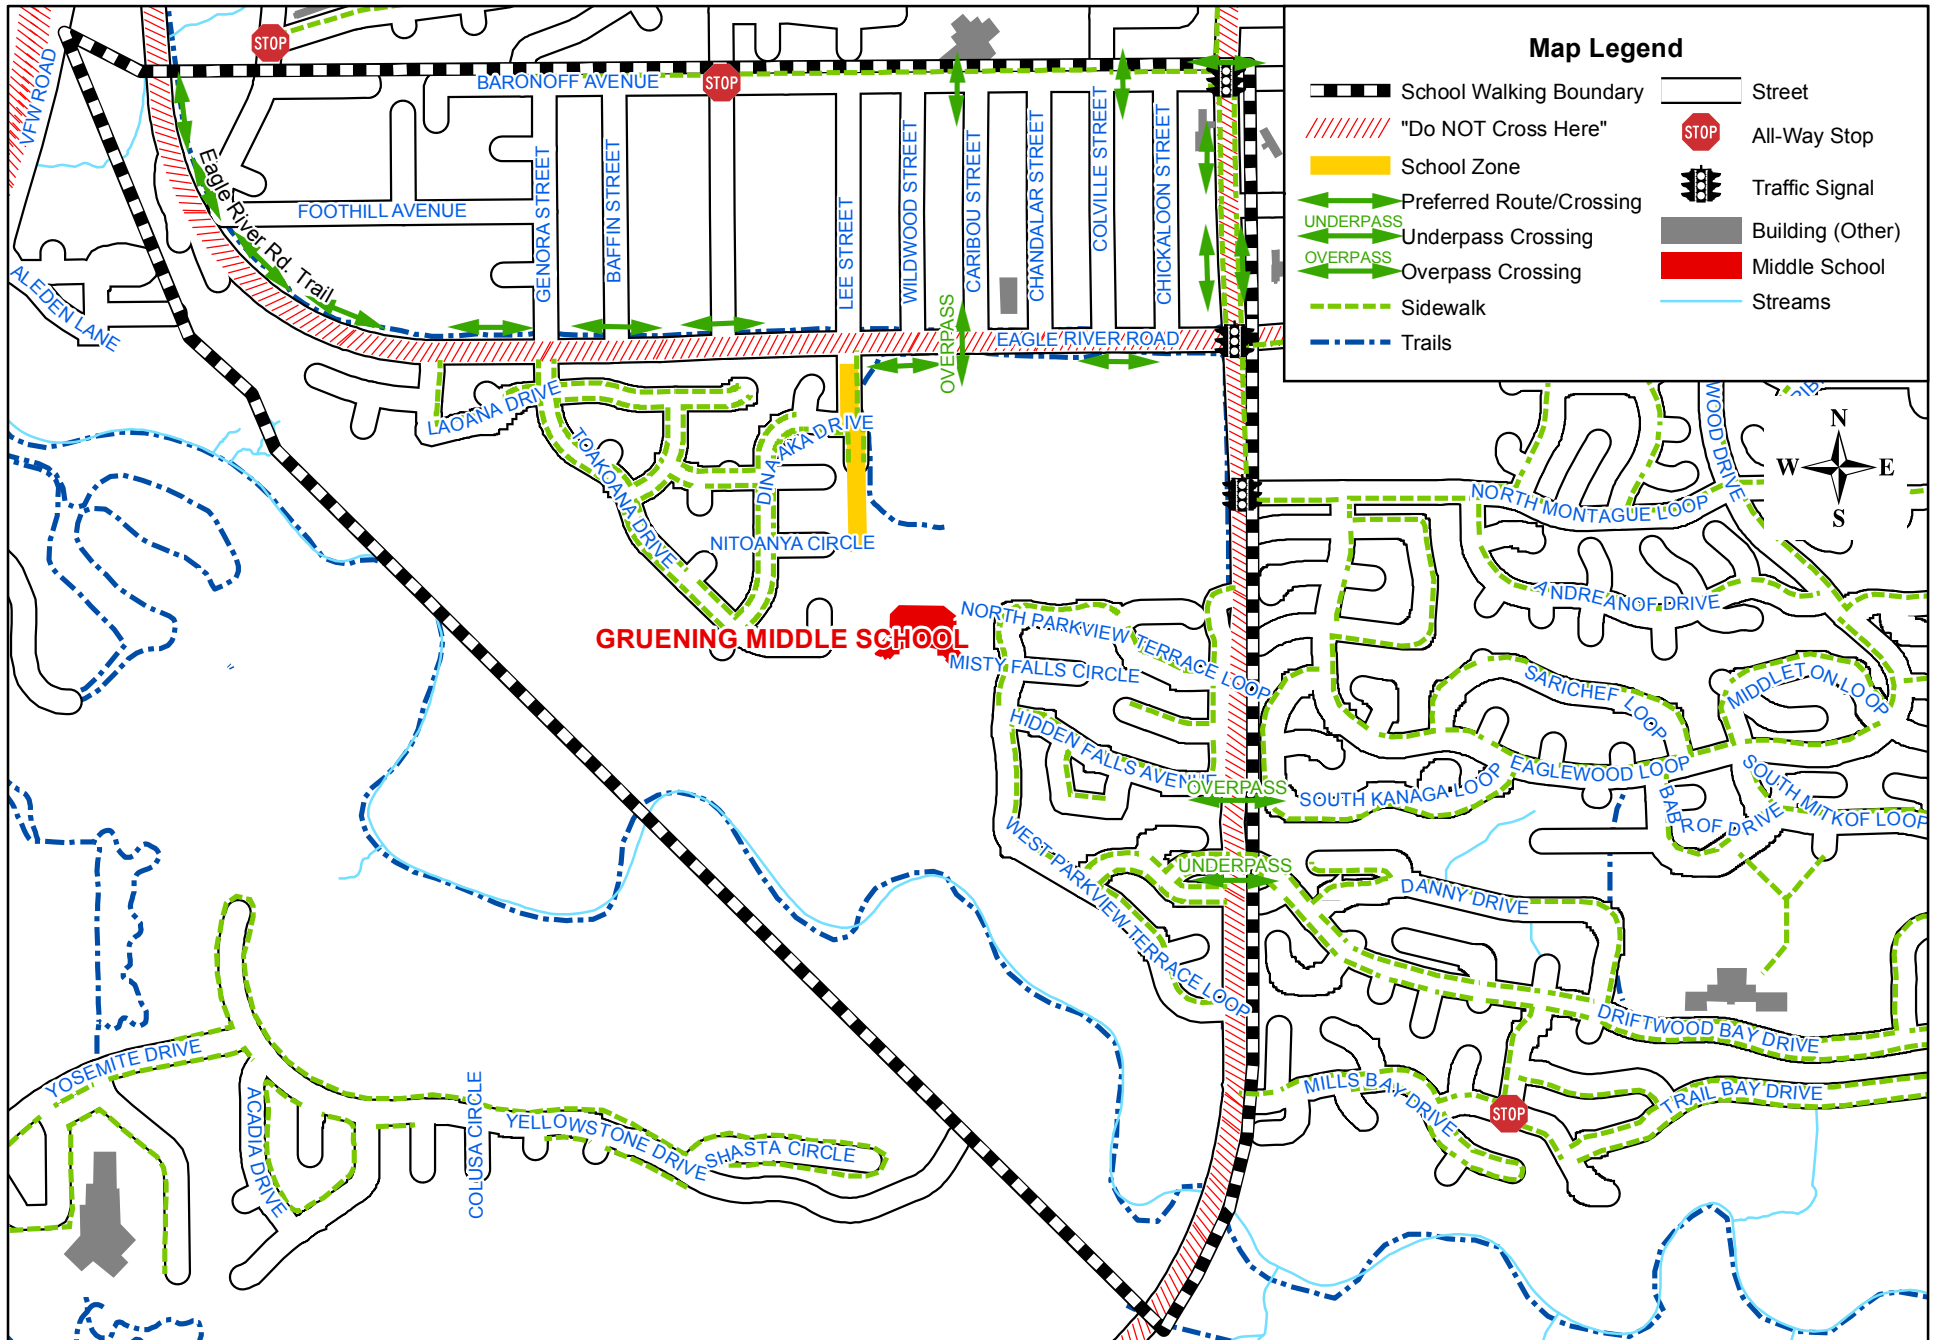 Map Legend
School Walking Boundary
"Do NOT Cross Here"
School Zone
Preferred Route/Crossing
UNDERPASS
Underpass Crossing
OVERPASS
Overpass Crossing
Sidewalk
Trails
Street
STOP
All-Way Stop
Traffic Signal
Building (Other)
Middle School
Streams
STOP
STOP
VFW ROAD
BARONOFF AVENUE
Eagle River Rd. Trail
FOOTHILL AVENUE
GENORA STREET
BAFFIN STREET
LEE STREET
WILDWOOD STREET
CARIBOU STREET
CHANDALAR STREET
COLVILLE STREET
CHICKALOON STREET
ALEDEN LANE
OVERPASS
EAGLE RIVER ROAD
LAOANA DRIVE
TOAKOANA DRIVE
DINAAKA DRIVE
NITOANYA CIRCLE
GRUENING MIDDLE SCHOOL
N
W
E
S
WOOD DRIVE
NORTH MONTAGUE LOOP
ANDREANOF DRIVE
NORTH PARKVIEW TERRACE LOOP
MISTY FALLS CIRCLE
HIDDEN FALLS AVENUE
SARICHEF LOOP
MIDDLETON LOOP
EAGLEWOOD LOOP
OVERPASS
SOUTH KANAGA LOOP
BABROF DRIVE
SOUTH MITKOF LOOP
WEST PARKVIEW TERRACE LOOP
UNDERPASS
DANNY DRIVE
DRIFTWOOD BAY DRIVE
MILLS BAY DRIVE
STOP
TRAIL BAY DRIVE
YOSEMITE DRIVE
ACADIA DRIVE
COLUSA CIRCLE
YELLOWSTONE DRIVE
SHASTA CIRCLE